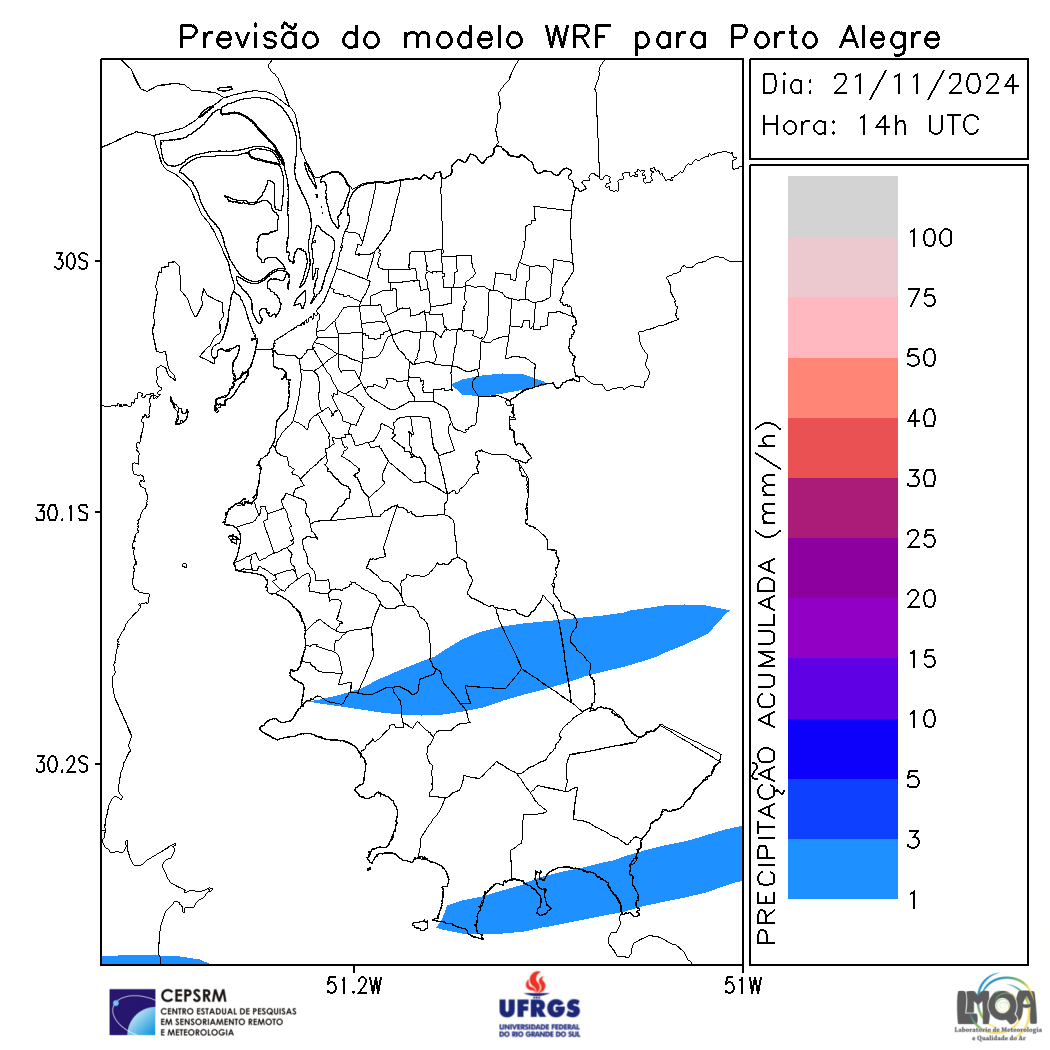 Previsão do modelo WRF para Porto Alegre
Dia: 21/11/2024
Hora: 14h UTC
30S
30.1S
30.2S
51.2W
51W
PRECIPITAÇÃO ACUMULADA (mm/h)
100
75
50
40
30
25
20
15
10
5
3
1
CEPSRM
CENTRO ESTADUAL DE PESQUISAS
EM SENSORIAMENTO REMOTO
E METEOROLOGIA
UFRGS
UNIVERSIDADE FEDERAL
DO RIO GRANDE DO SUL
LMQA
Laboratório de Meteorologia
e Qualidade do Ar